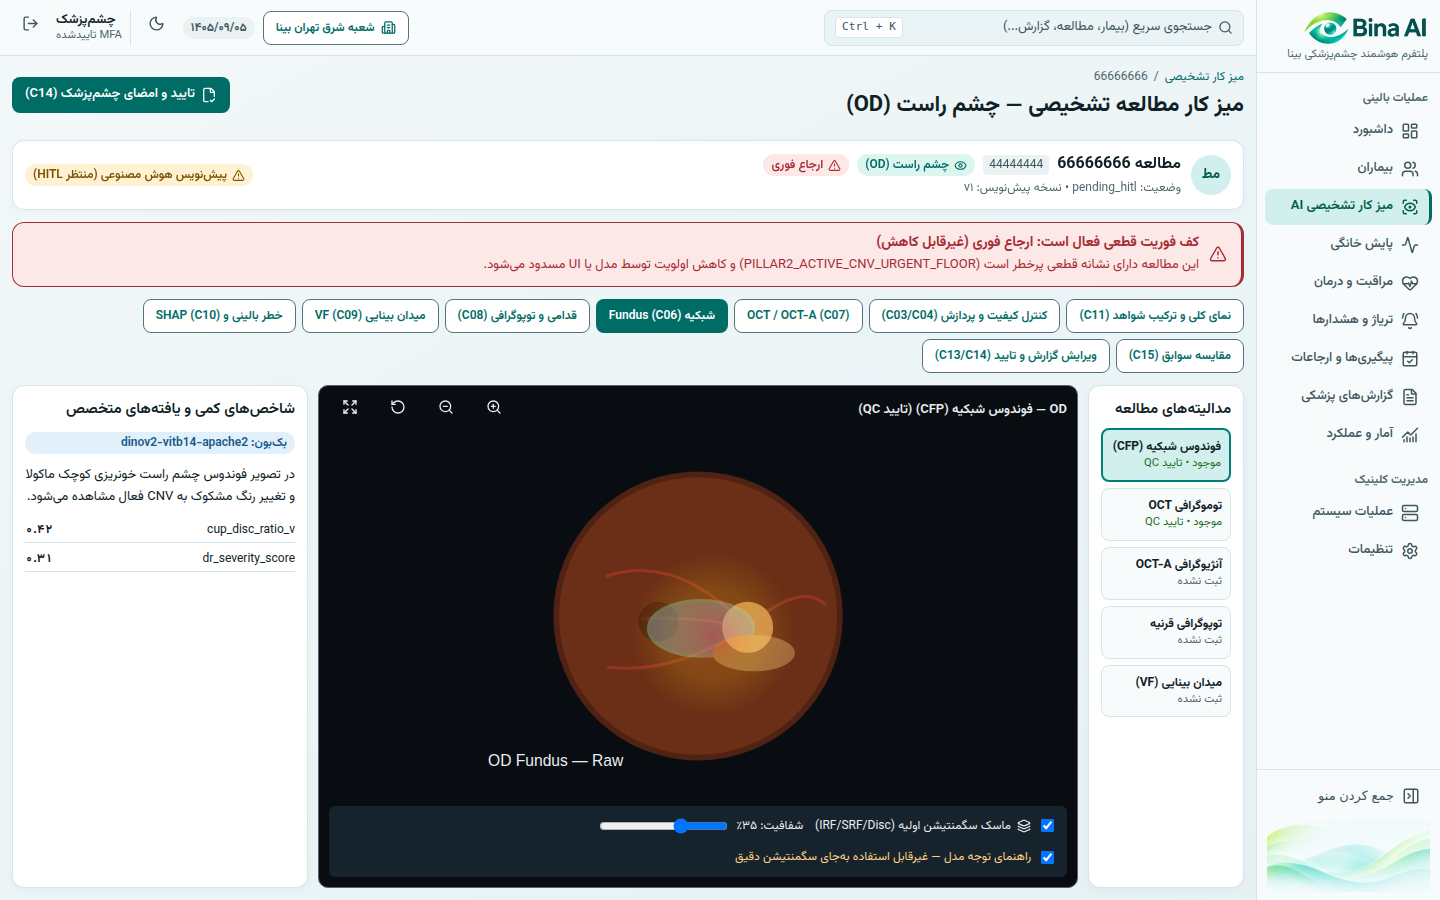 Bina AI
پلتفرم هوشمند چشم‌پزشکی بینا
عملیات بالینی
داشبورد
بیماران
میز کار تشخیصی AI
پایش خانگی
مراقبت و درمان
تریاژ و هشدارها
پیگیری‌ها و ارجاعات
گزارش‌های پزشکی
آمار و عملکرد
مدیریت کلینیک
عملیات سیستم
تنظیمات
جمع کردن منو
جستجوی سریع (بیمار، مطالعه، گزارش...)
Ctrl + K
شعبه شرق تهران بینا
۱۴۰۵/۰۹/۰۵
چشم‌پزشک
MFA تاییدشده
میز کار تشخیصی / 66666666
میز کار مطالعه تشخیصی — چشم راست (OD)
تایید و امضای چشم‌پزشک (C14)
مط
مطالعه 66666666
44444444
چشم راست (OD)
ارجاع فوری
وضعیت: pending_hitl • نسخه پیش‌نویس: ۷۱
پیش‌نویس هوش مصنوعی (منتظر HITL)
کف فوریت قطعی فعال است: ارجاع فوری (غیرقابل کاهش)
این مطالعه دارای نشانه قطعی پرخطر است (PILLAR2_ACTIVE_CNV_URGENT_FLOOR) و کاهش اولویت توسط مدل یا UI مسدود می‌شود.
نمای کلی و ترکیب شواهد (C11)
کنترل کیفیت و پردازش (C03/C04)
OCT / OCT-A (C07)
شبکیه Fundus (C06)
قدامی و توپوگرافی (C08)
میدان بینایی VF (C09)
خطر بالینی و SHAP (C10)
مقایسه سوابق (C15)
ویرایش گزارش و تایید (C13/C14)
مدالیته‌های مطالعه
فوندوس شبکیه (CFP)
موجود • تایید QC
توموگرافی OCT
موجود • تایید QC
آنژیوگرافی OCT-A
ثبت نشده
توپوگرافی قرنیه
ثبت نشده
میدان بینایی (VF)
ثبت نشده
OD — فوندوس شبکیه (CFP) (تایید QC)
OD Fundus — Raw
ماسک سگمنتیشن اولیه (IRF/SRF/Disc)
شفافیت: ۳۵٪
راهنمای توجه مدل — غیرقابل استفاده به‌جای سگمنتیشن دقیق
شاخص‌های کمی و یافته‌های متخصص
بک‌بون: dinov2-vitb14-apache2
در تصویر فوندوس چشم راست خونریزی کوچک ماکولا
و تغییر رنگ مشکوک به CNV فعال مشاهده می‌شود.
cup_disc_ratio_v ۰.۴۲
dr_severity_score ۰.۳۱